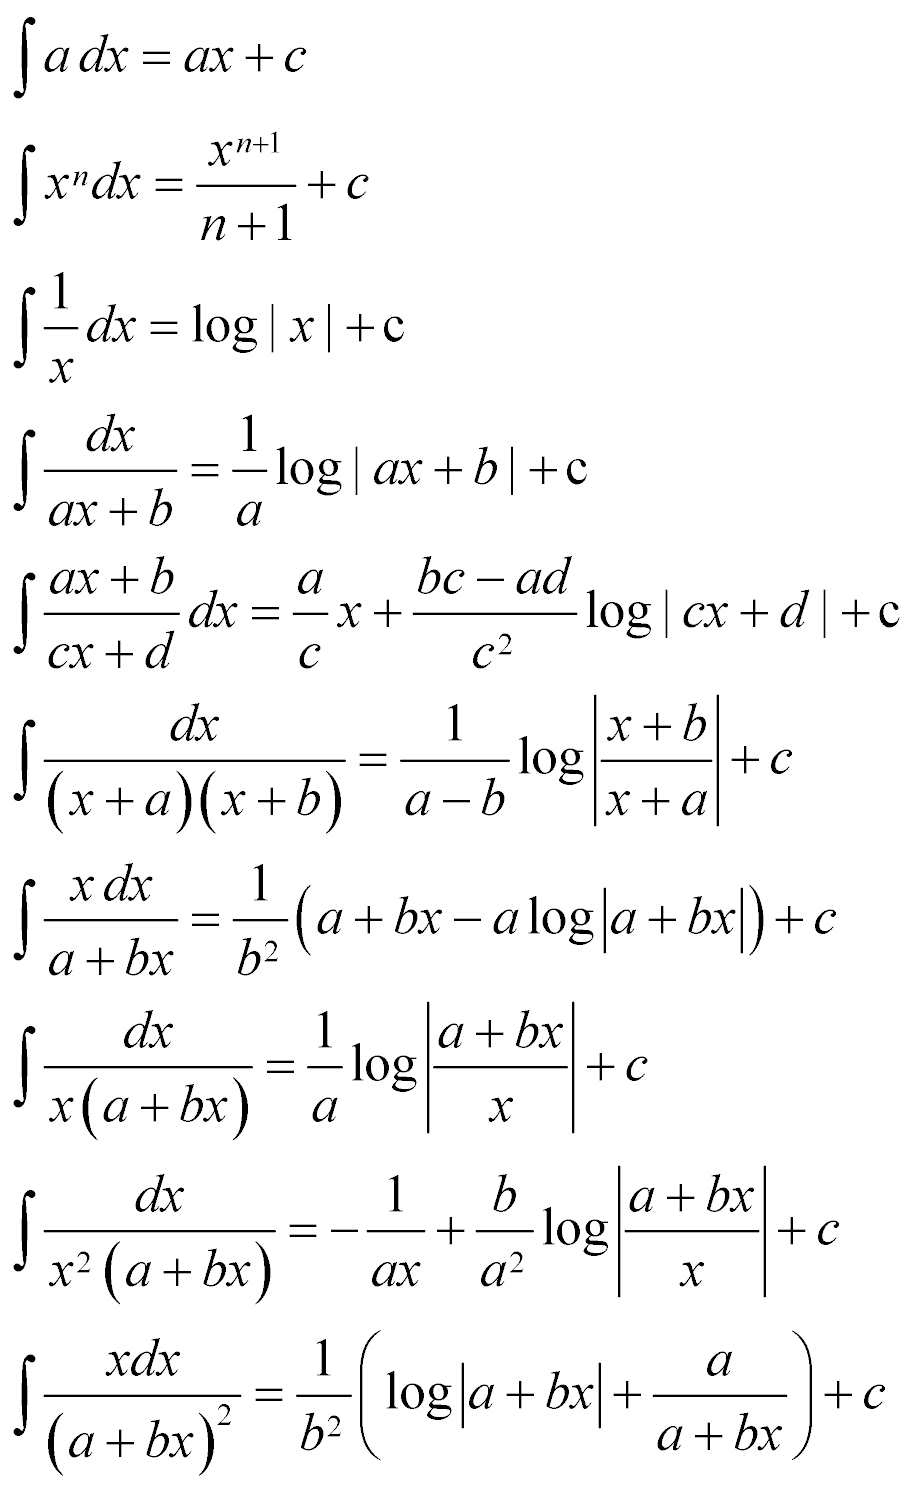 ∫ a dx = ax + c
∫ xⁿ dx = xⁿ⁺¹/(n + 1) + c
∫ 1/x dx = log | x | + c
∫ dx/(ax + b) = 1/a log | ax + b | + c
∫ (ax + b)/(cx + d) dx = a/c x + (bc − ad)/c² log | cx + d | + c
∫ dx/((x + a)(x + b)) = 1/(a − b) log |(x + b)/(x + a)| + c
∫ x dx/(a + bx) = 1/b² (a + bx − a log |a + bx|) + c
∫ dx/(x(a + bx)) = 1/a log |(a + bx)/x| + c
∫ dx/(x² (a + bx)) = − 1/(ax) + b/a² log |(a + bx)/x| + c
∫ xdx/(a + bx)² = 1/b² (log |a + bx| + a/(a + bx)) + c